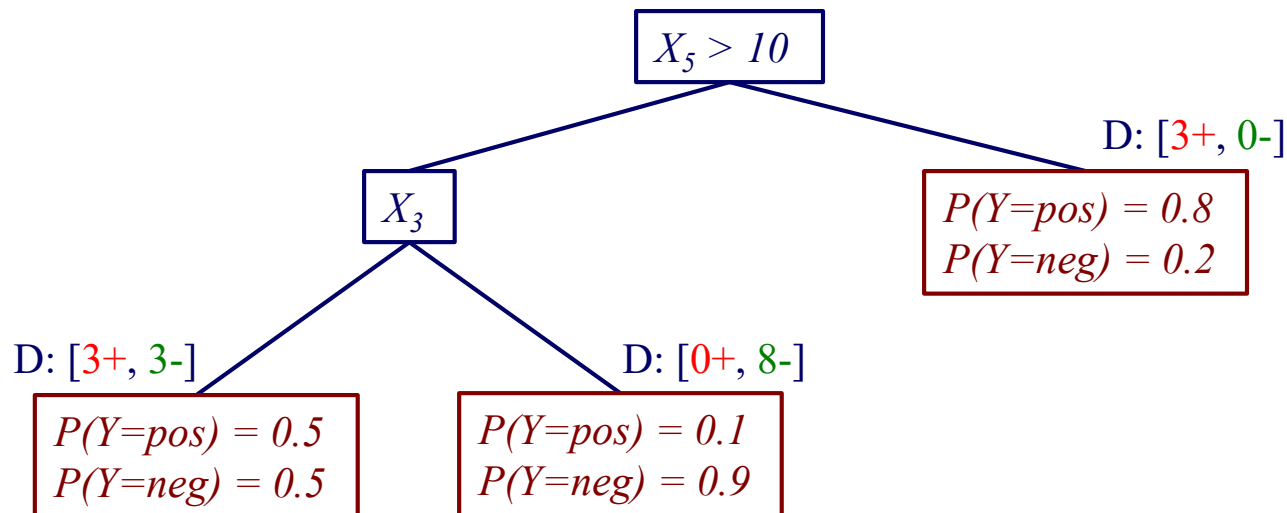 X₅ > 10
D: [3+, 0-]
X₃
P(Y=pos) = 0.8
P(Y=neg) = 0.2
D: [3+, 3-]
D: [0+, 8-]
P(Y=pos) = 0.5
P(Y=neg) = 0.5
P(Y=pos) = 0.1
P(Y=neg) = 0.9